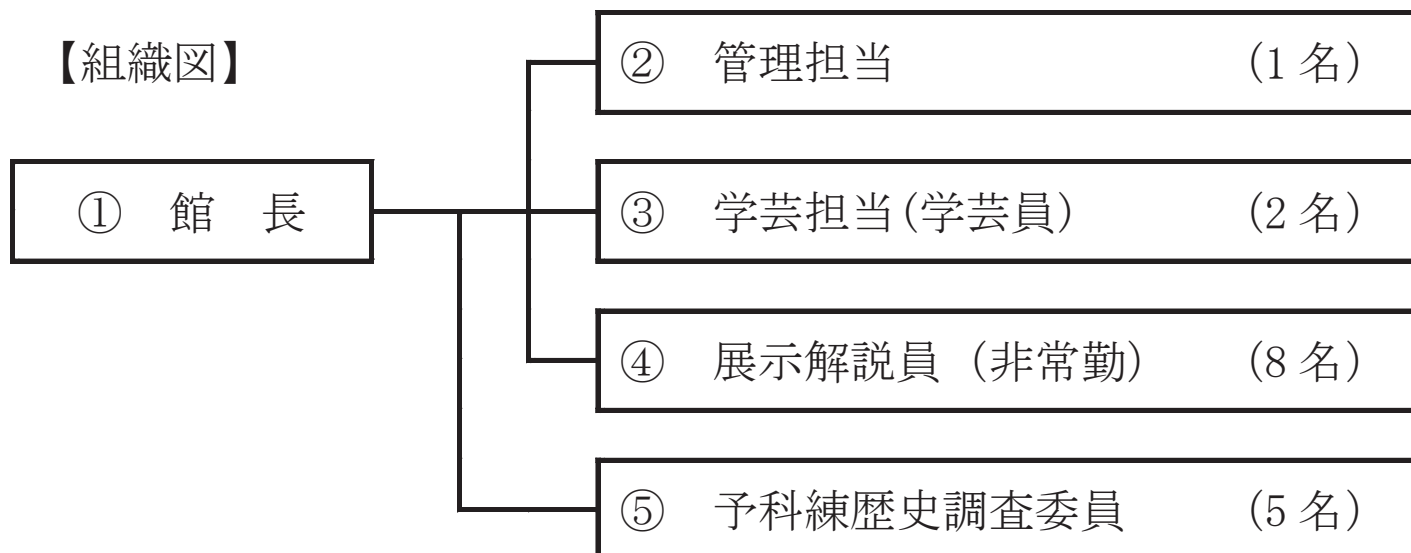 【組織図】
② 管理担当 (1名)
① 館 長
③ 学芸担当(学芸員) (2名)
④ 展示解説員 (非常勤) (8名)
⑤ 予科練歴史調査委員 (5名)